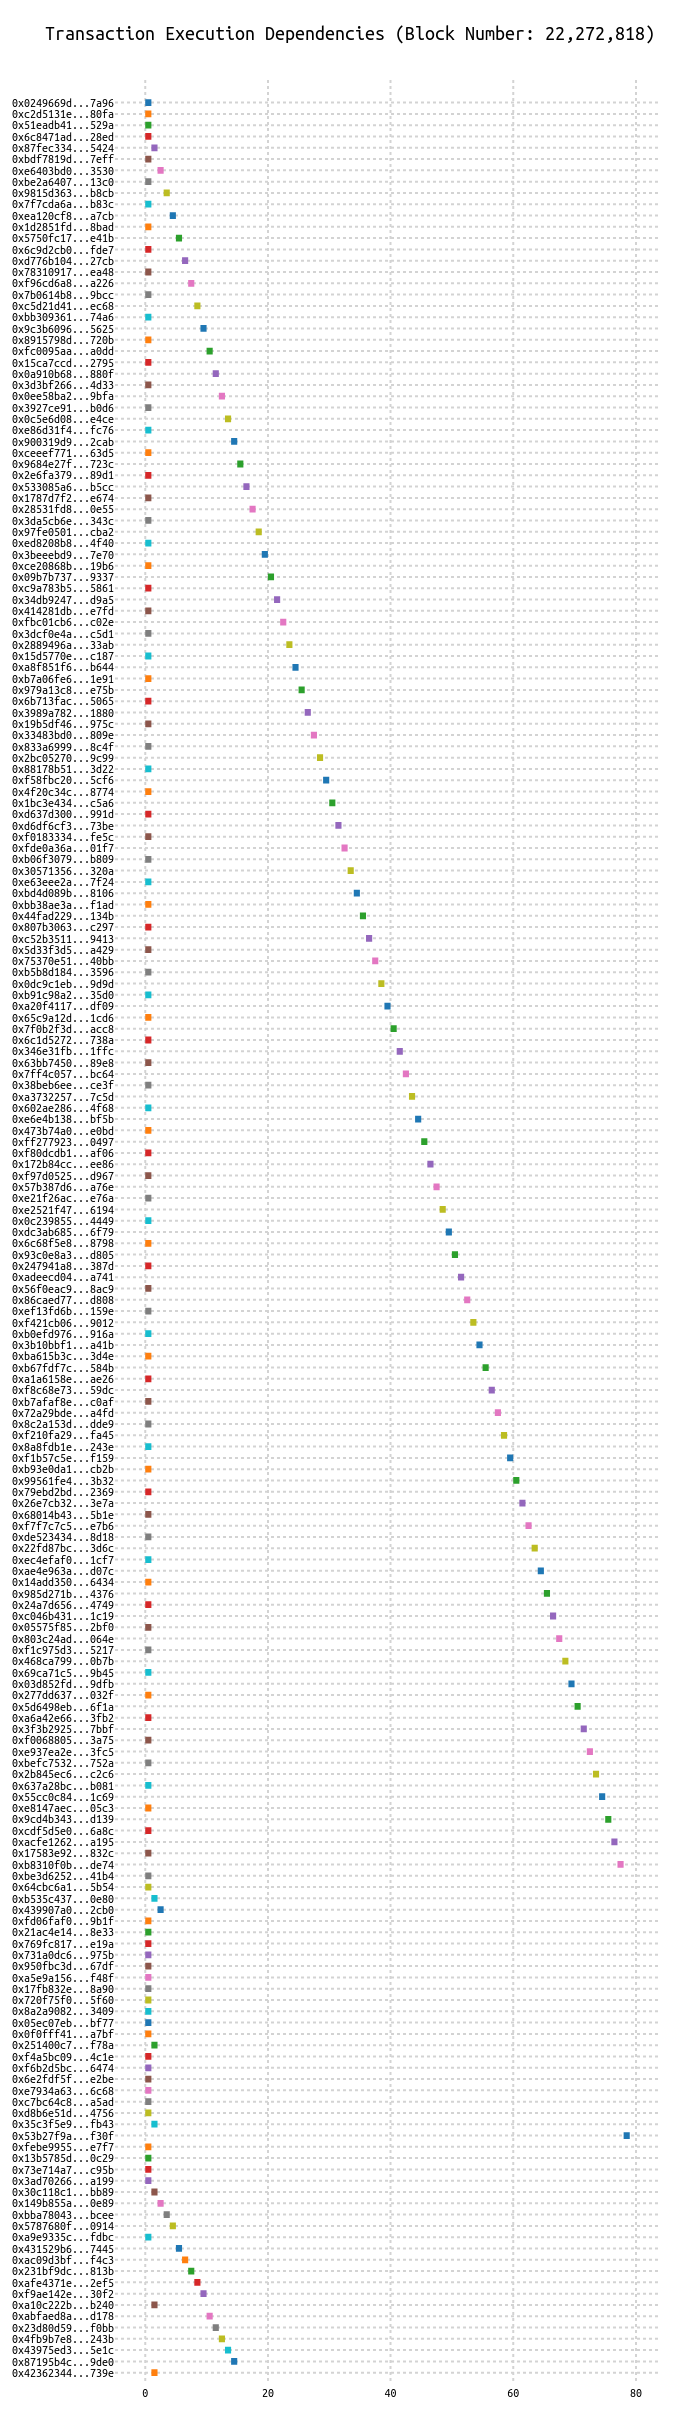 Transaction Execution Dependencies (Block Number: 22,272,818)
0x0249669d...7a96
0xc2d5131e...80fa
0x51eadb41...529a
0x6c8471ad...28ed
0x87fec334...5424
0xbdf7819d...7eff
0xe6403bd0...3530
0xbe2a6407...13c0
0x9815d363...b8cb
0x7f7cda6a...b83c
0xea120cf8...a7cb
0x1d2851fd...8bad
0x5750fc17...e41b
0x6c9d2cb0...fde7
0xd776b104...27cb
0x78310917...ea48
0xf96cd6a8...a226
0x7b0614b8...9bcc
0xc5d21d41...ec68
0xbb309361...74a6
0x9c3b6096...5625
0x8915798d...720b
0xfc0095aa...a0dd
0x15ca7ccd...2795
0x0a910b68...880f
0x3d3bf266...4d33
0x0ee58ba2...9bfa
0x3927ce91...b0d6
0x0c5e6d08...e4ce
0xe86d31f4...fc76
0x900319d9...2cab
0xceeef771...63d5
0x9684e27f...723c
0x2e6fa379...89d1
0x533085a6...b5cc
0x1787d7f2...e674
0x28531fd8...0e55
0x3da5cb6e...343c
0x97fe0501...cba2
0xed8208b8...4f40
0x3beeebd9...7e70
0xce20868b...19b6
0x09b7b737...9337
0xc9a783b5...5861
0x34db9247...d9a5
0x414281db...e7fd
0xfbc01cb6...c02e
0x3dcf0e4a...c5d1
0x2889496a...33ab
0x15d5770e...c187
0xa8f851f6...b644
0xb7a06fe6...1e91
0x979a13c8...e75b
0x6b713fac...5065
0x3989a782...1880
0x19b5df46...975c
0x33483bd0...809e
0x833a6999...8c4f
0x2bc05270...9c99
0x88178b51...3d22
0xf58fbc20...5cf6
0x4f20c34c...8774
0x1bc3e434...c5a6
0xd637d300...991d
0xd6df6cf3...73be
0xf0183334...fe5c
0xfde0a36a...01f7
0xb06f3079...b809
0x30571356...320a
0xe63eee2a...7f24
0xbd4d089b...8106
0xbb38ae3a...f1ad
0x44fad229...134b
0x807b3063...c297
0xc52b3511...9413
0x5d33f3d5...a429
0x75370e51...40bb
0xb5b8d184...3596
0x0dc9c1eb...9d9d
0xb91c98a2...35d0
0xa20f4117...df09
0x65c9a12d...1cd6
0x7f0b2f3d...acc8
0x6c1d5272...738a
0x346e31fb...1ffc
0x63bb7450...89e8
0x7ff4c057...bc64
0x38beb6ee...ce3f
0xa3732257...7c5d
0x602ae286...4f68
0xe6e4b138...bf5b
0x473b74a0...e0bd
0xff277923...0497
0xf80dcdb1...af06
0x172b84cc...ee86
0xf97d0525...d967
0x57b387d6...a76e
0xe21f26ac...e76a
0xe2521f47...6194
0x0c239855...4449
0xdc3ab685...6f79
0x6c68f5e8...8798
0x93c0e8a3...d805
0x247941a8...387d
0xadeecd04...a741
0x56f0eac9...8ac9
0x86caed77...d808
0xef13fd6b...159e
0xf421cb06...9012
0xb0efd976...916a
0x3b10bbf1...a41b
0xba615b3c...3d4e
0xb67fdf7c...584b
0xa1a6158e...ae26
0xf8c68e73...59dc
0xb7afaf8e...c0af
0x72a29bde...a4fd
0x8c2a153d...dde9
0xf210fa29...fa45
0x8a8fdb1e...243e
0xf1b57c5e...f159
0xb93e0da1...cb2b
0x99561fe4...3b32
0x79ebd2bd...2369
0x26e7cb32...3e7a
0x68014b43...5b1e
0xf7f7c7c5...e7b6
0xde523434...8d18
0x22fd87bc...3d6c
0xec4efaf0...1cf7
0xae4e963a...d07c
0x14add350...6434
0x985d271b...4376
0x24a7d656...4749
0xc046b431...1c19
0x05575f85...2bf0
0x803c24ad...064e
0xf1c975d3...5217
0x468ca799...0b7b
0x69ca71c5...9b45
0x03d852fd...9dfb
0x277dd637...032f
0x5d6498eb...6f1a
0xa6a42e66...3fb2
0x3f3b2925...7bbf
0xf0068805...3a75
0xe937ea2e...3fc5
0xbefc7532...752a
0x2b845ec6...c2c6
0x637a28bc...b081
0x55cc0c84...1c69
0xe8147aec...05c3
0x9cd4b343...d139
0xcdf5d5e0...6a8c
0xacfe1262...a195
0x17583e92...832c
0xb8310f0b...de74
0xbe3d6252...41b4
0x64cbc6a1...5b54
0xb535c437...0e80
0x439907a0...2cb0
0xfd06faf0...9b1f
0x21ac4e14...8e33
0x769fc817...e19a
0x731a0dc6...975b
0x950fbc3d...67df
0xa5e9a156...f48f
0x17fb832e...8a90
0x720f75f0...5f60
0x8a2a9082...3409
0x05ec07eb...bf77
0x0f0fff41...a7bf
0x251400c7...f78a
0xf4a5bc09...4c1e
0xf6b2d5bc...6474
0x6e2fdf5f...e2be
0xe7934a63...6c68
0xc7bc64c8...a5ad
0xd8b6e51d...4756
0x35c3f5e9...fb43
0x53b27f9a...f30f
0xfebe9955...e7f7
0x13b5785d...0c29
0x73e714a7...c95b
0x3ad70266...a199
0x30c118c1...bb89
0x149b855a...0e89
0xbba78043...bcee
0x5787680f...0914
0xa9e9335c...fdbc
0x431529b6...7445
0xac09d3bf...f4c3
0x231bf9dc...813b
0xafe4371e...2ef5
0xf9ae142e...30f2
0xa10c222b...b240
0xabfaed8a...d178
0x23d80d59...f0bb
0x4fb9b7e8...243b
0x43975ed3...5e1c
0x87195b4c...9de0
0x42362344...739e
0 20 40 60 80